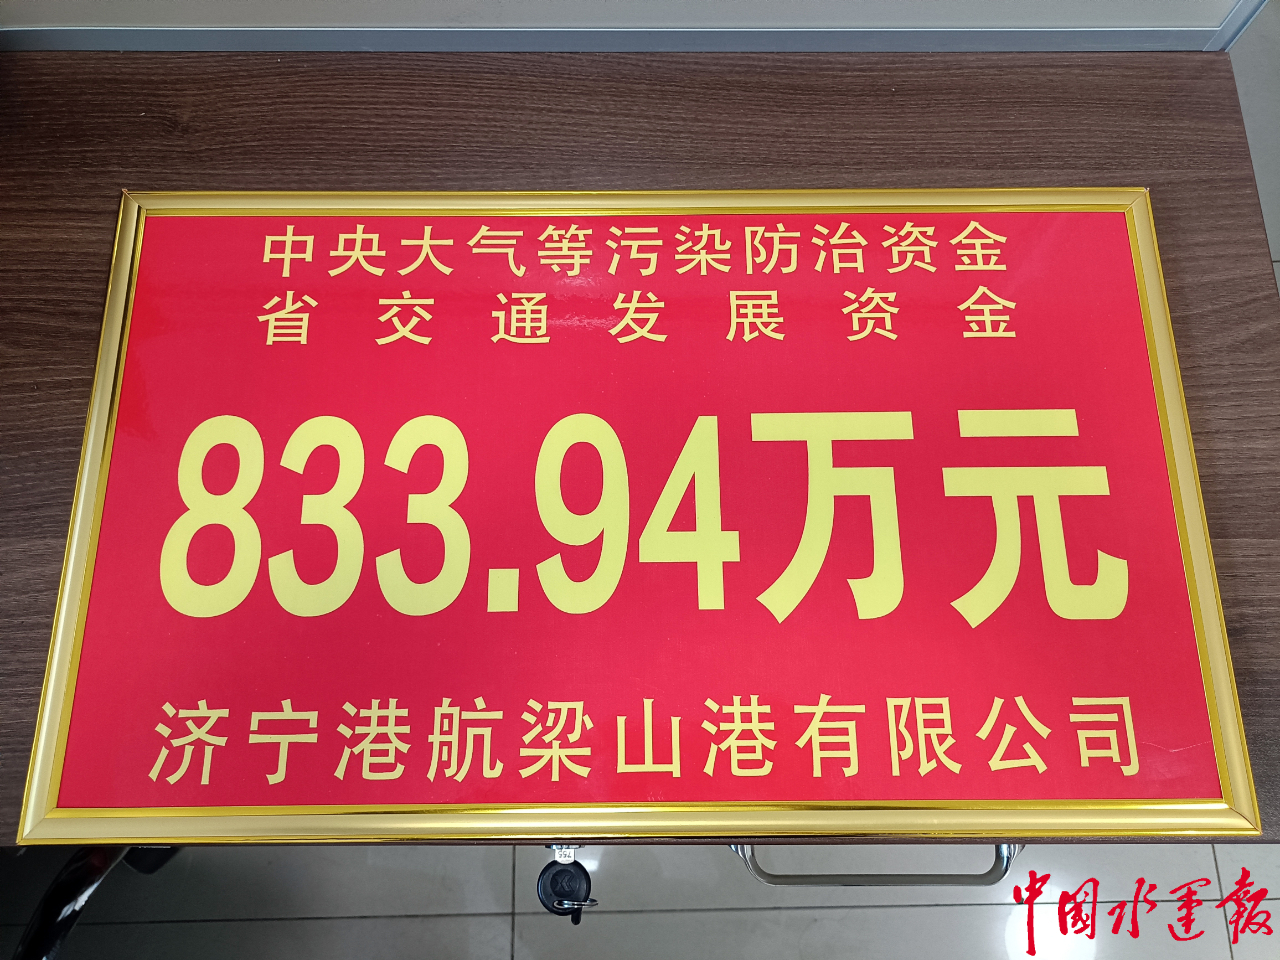 中央大气等污染防治资金
省交通发展资金
833.94万元
济宁港航梁山港有限公司
中国水运报